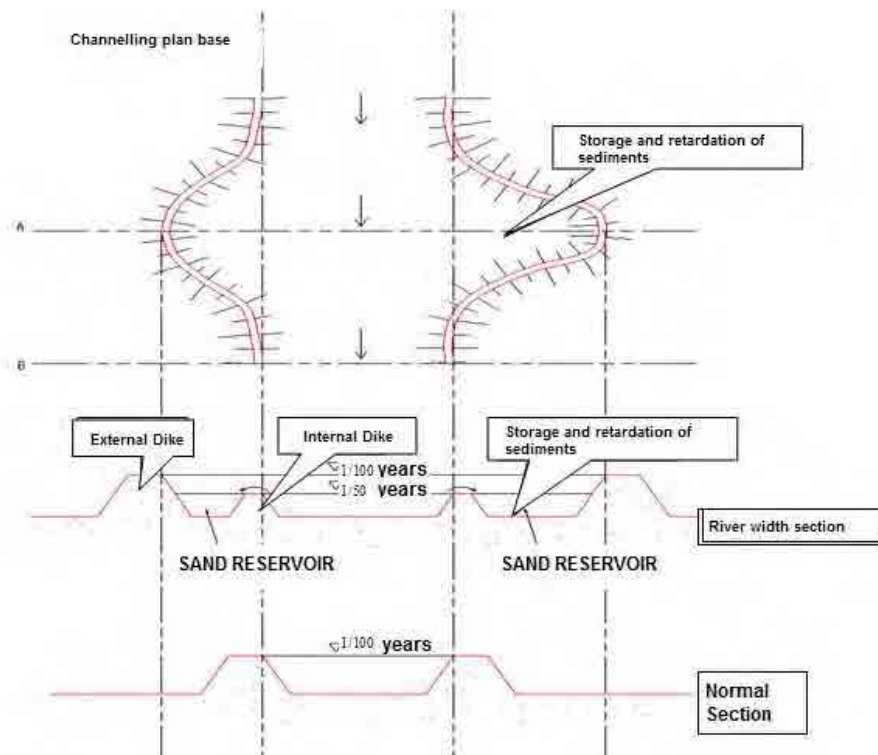 Channelling plan base
Storage and retardation of
sediments
A
B
External Dike
Internal Dike
Storage and retardation of
sediments
1/100 years
1/50 years
River width section
SAND RESERVOIR
SAND RESERVOIR
1/100 years
Normal
Section